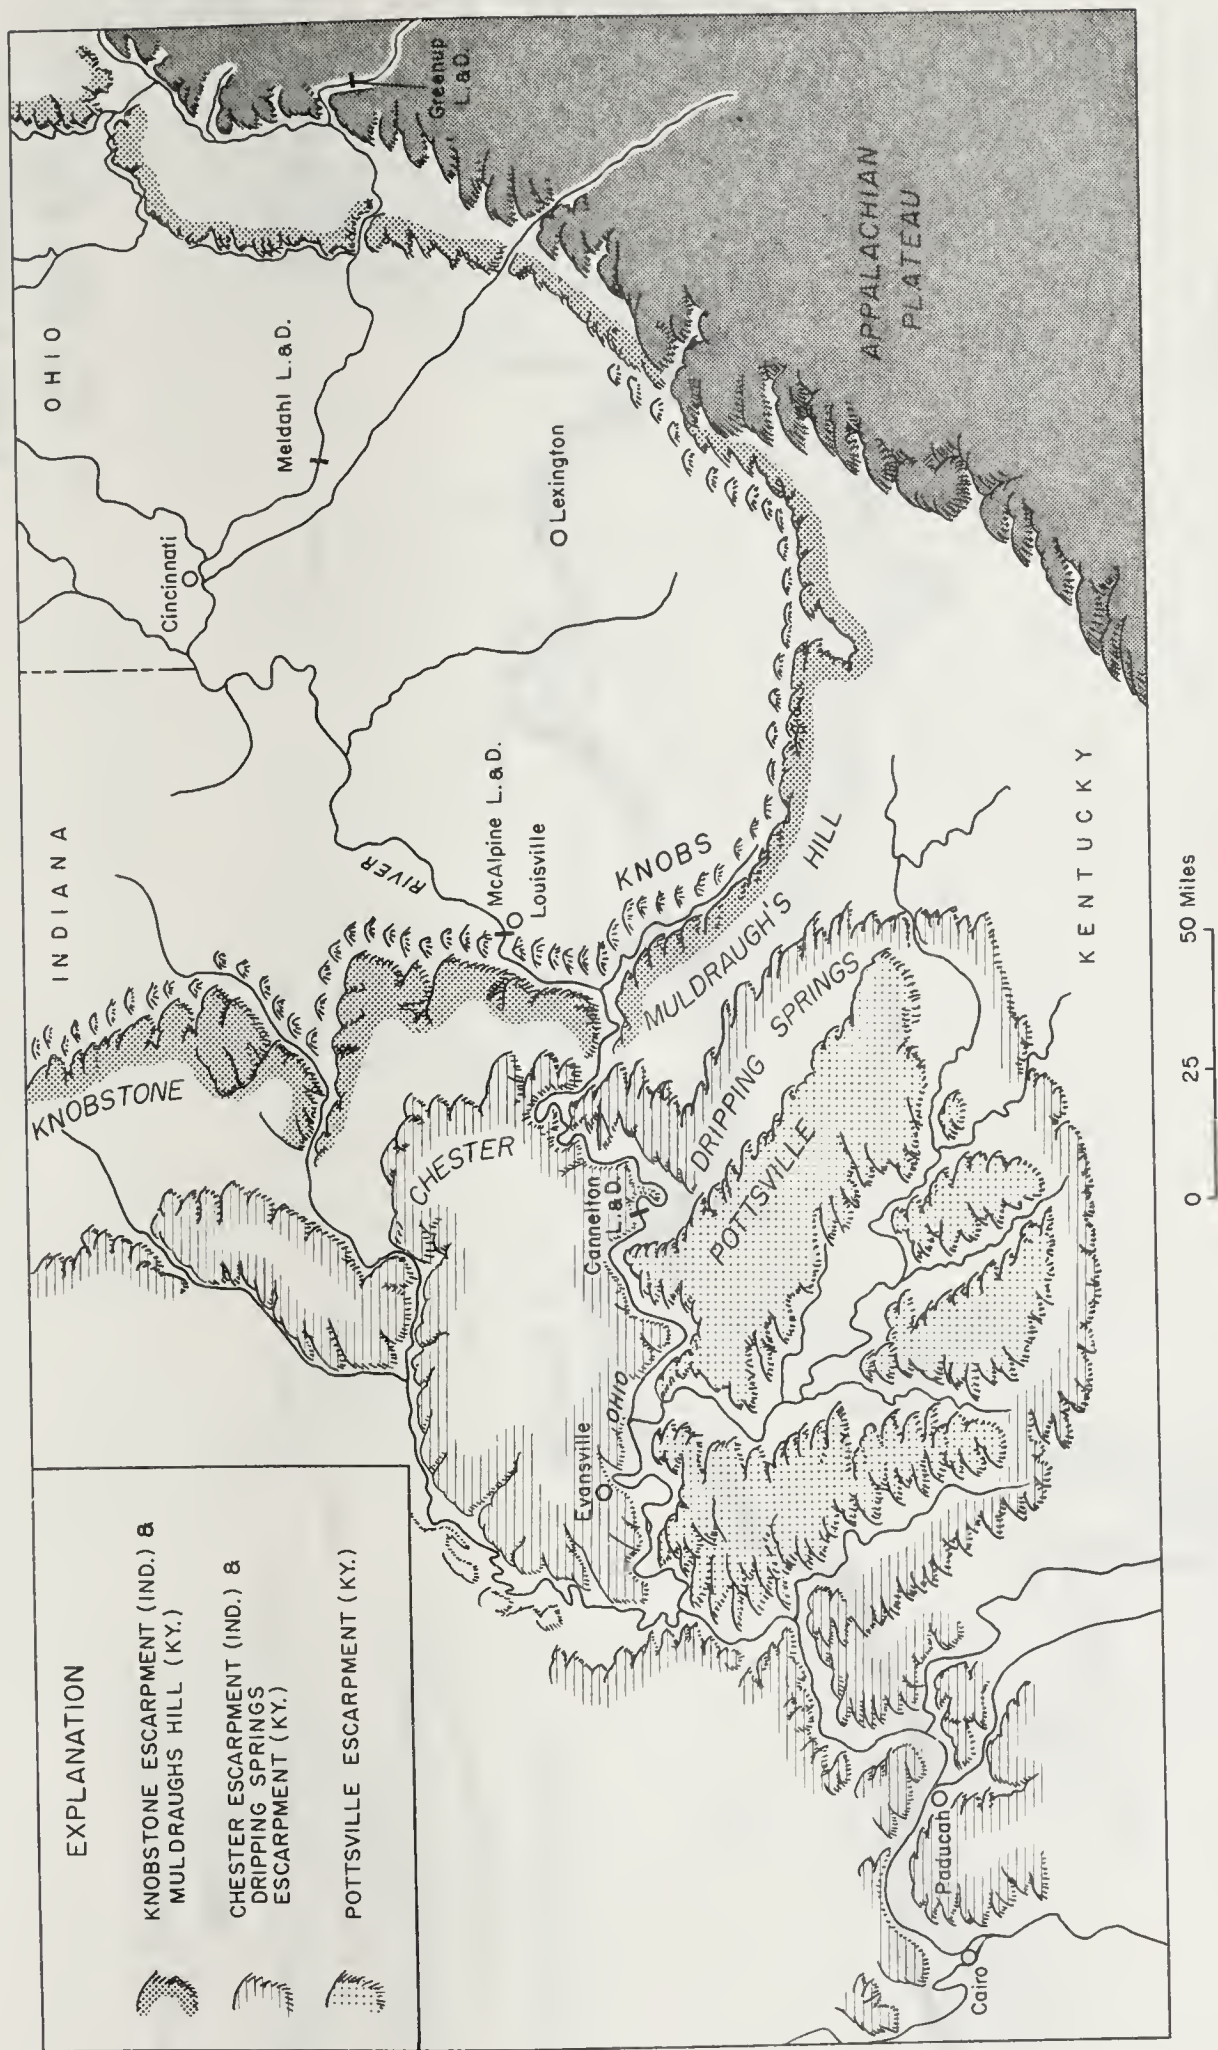 EXPLANATION
KNOBSTONE ESCARPMENT (IND.) &
MULDRAUGHS HILL (KY.)
CHESTER ESCARPMENT (IND.) &
DRIPPING SPRINGS
ESCARPMENT (KY.)
POTTSVILLE ESCARPMENT (KY.)
INDIANA
OHIO
KNOBSTONE
Cincinnati
Meldahl L.&D.
Greenup
L.&D.
RIVER
CHESTER
McAlpine L.&D.
Louisville
Lexington
Evansville
OHIO
Cannelton
L.&D.
KNOBS
MULDRAUGH'S
HILL
DRIPPING SPRINGS
POTTSVILLE
APPALACHIAN
PLATEAU
Paducah
Cairo
KENTUCKY
0 25 50 Miles